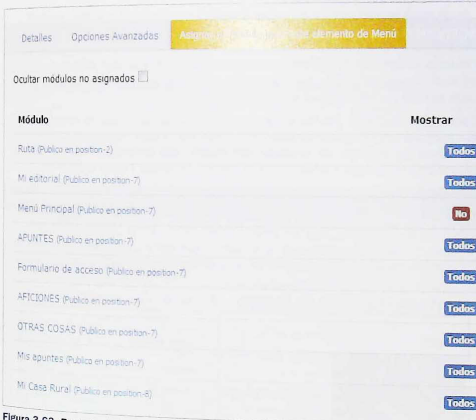 Detalles Opciones Avanzadas elemento de Menú
Ocultar módulos no asignados
Módulo Mostrar
Ruta (Publico en position-2) Todos
Mi editorial (Publico en position-7) Todos
Menú Principal (Publico en position-7) No
APUNTES (Publico en position-7) Todos
Formulario de acceso (Publico en position-7) Todos
AFICIONES (Publico en position-7) Todos
OTRAS COSAS (Publico en position-7) Todos
Mis apuntes (Publico en position-7) Todos
Mi Casa Rural (Publico en position-8) Todos